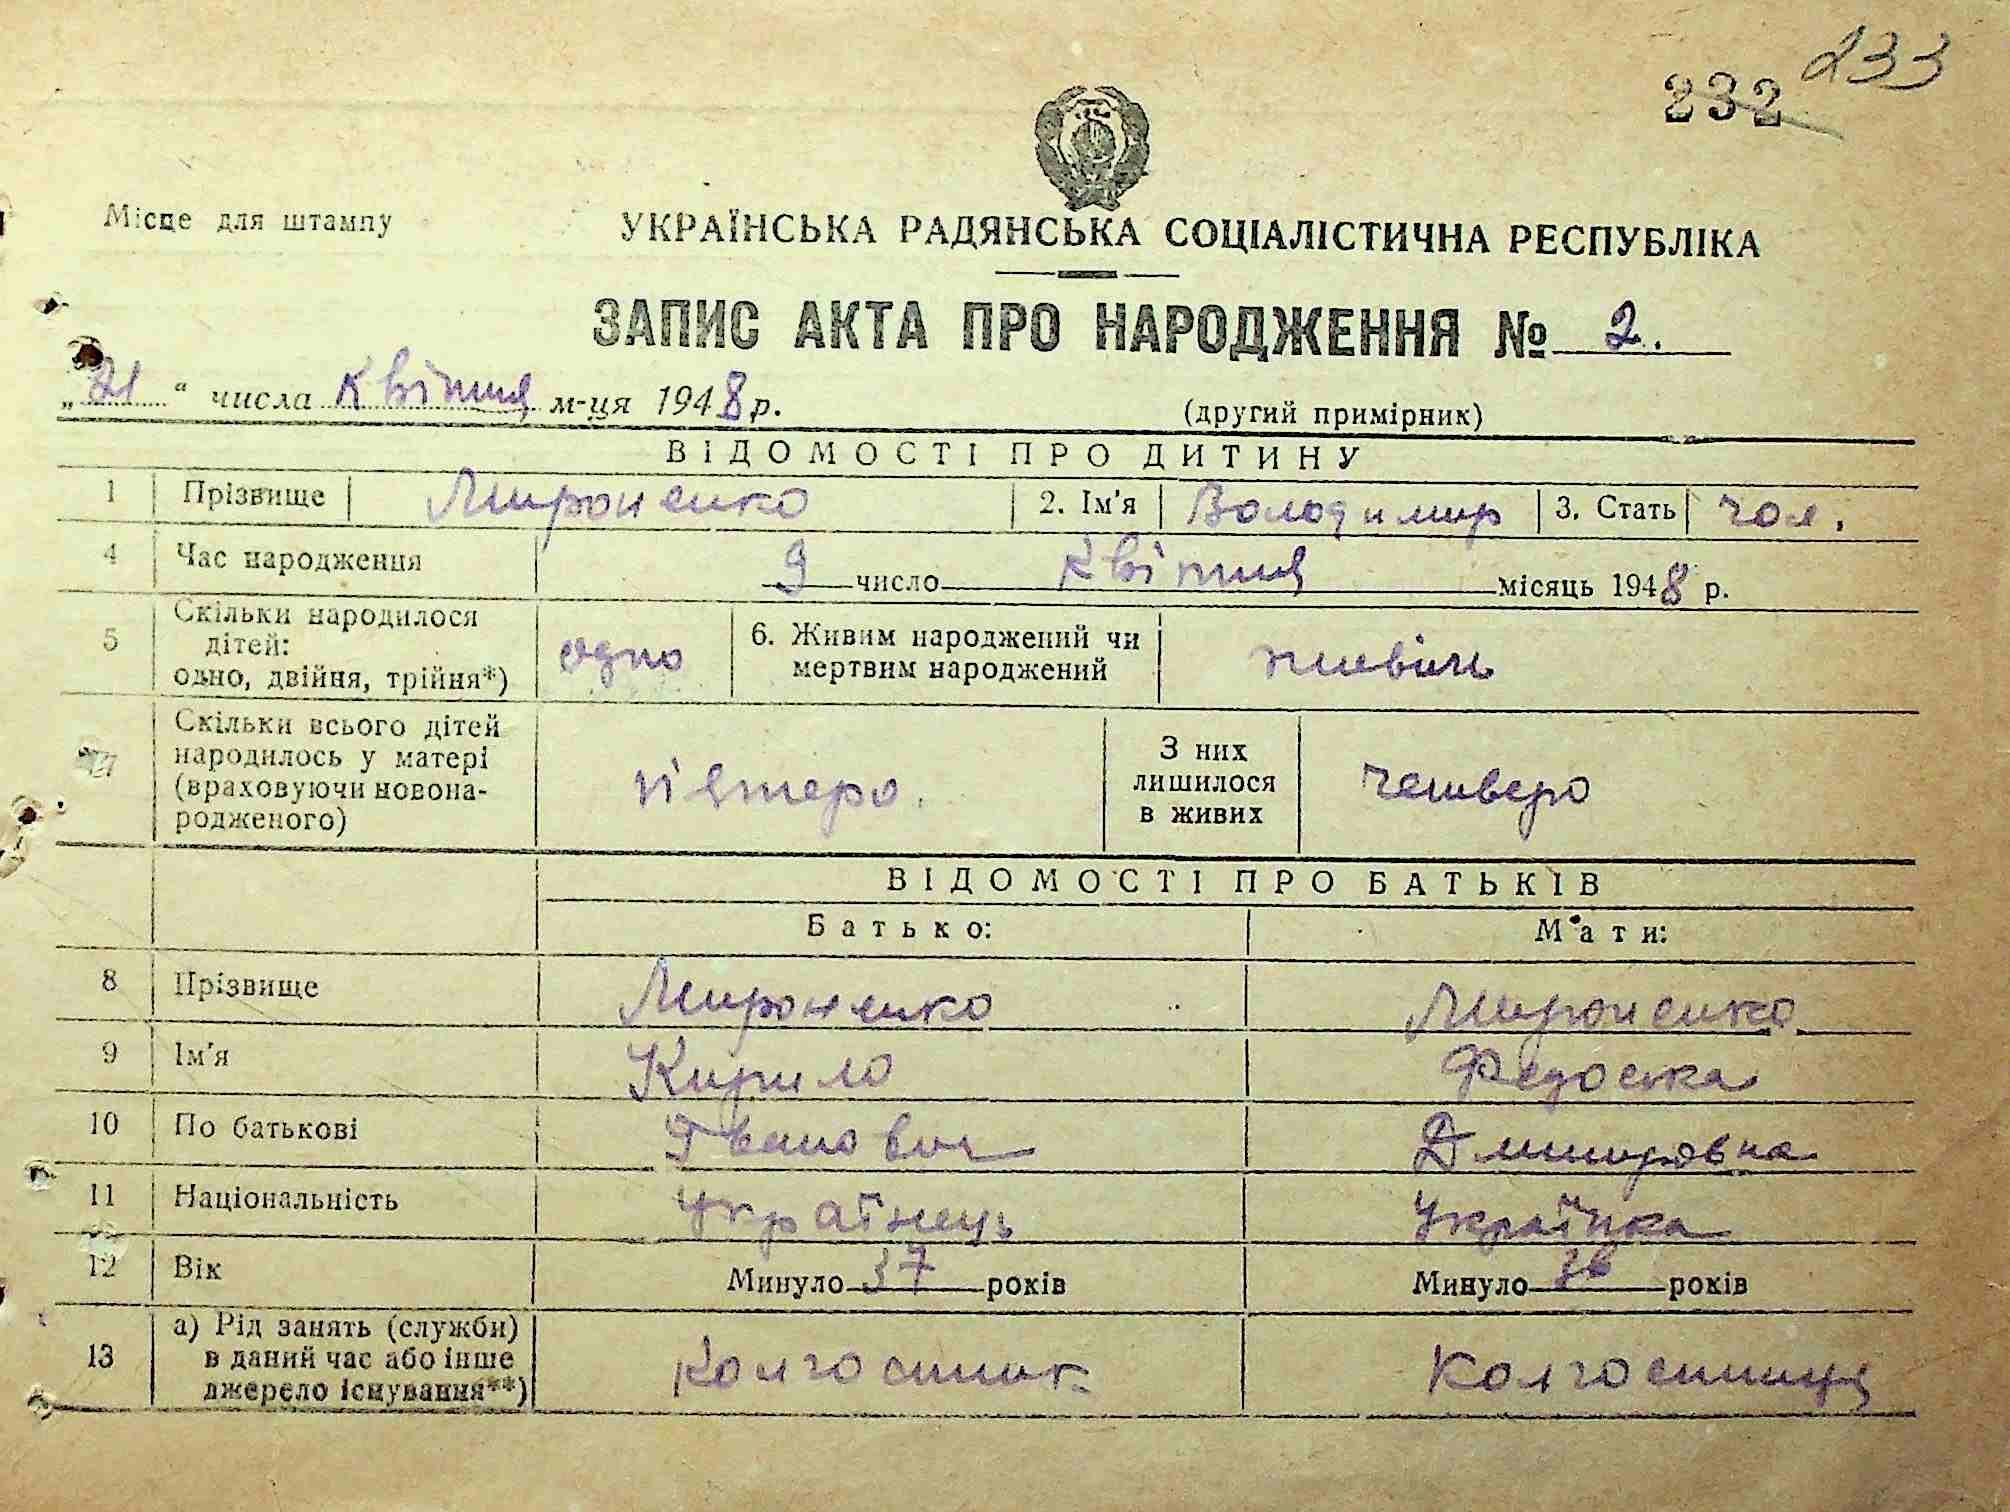 233
232
Місце для штампу
УКРАЇНСЬКА РАДЯНСЬКА СОЦІАЛІСТИЧНА РЕСПУБЛІКА
ЗАПИС АКТА ПРО НАРОДЖЕННЯ № 2.
„21“ числа Квітня м-ця 1948 р.
(другий примірник)
ВІДОМОСТІ ПРО ДИТИНУ
1 Прізвище Мироненко 2. Ім'я Володимир 3. Стать чол.
4 Час народження 9 число Квітня місяць 1948 р.
5 Скільки народилося
дітей:
одно, двійня, трійня*)
одно
6. Живим народжений чи
мертвим народжений
7 Скільки всього дітей
народилось у матері
(враховуючи новона-
родженого)
п'ятеро.
З них
лишилося
в живих
четверо
ВІДОМОСТІ ПРО БАТЬКІВ
Батько: Мати:
8 Прізвище Мироненко Мироненко
9 Ім'я Кирило Федоська
10 По батькові Іванович Дмитровна
11 Національність Українець Українка
12 Вік Минуло 37 років Минуло 36 років
13 а) Рід занять (служби)
в даний час або інше
джерело існування**)
Колгоспник Колгоспниця